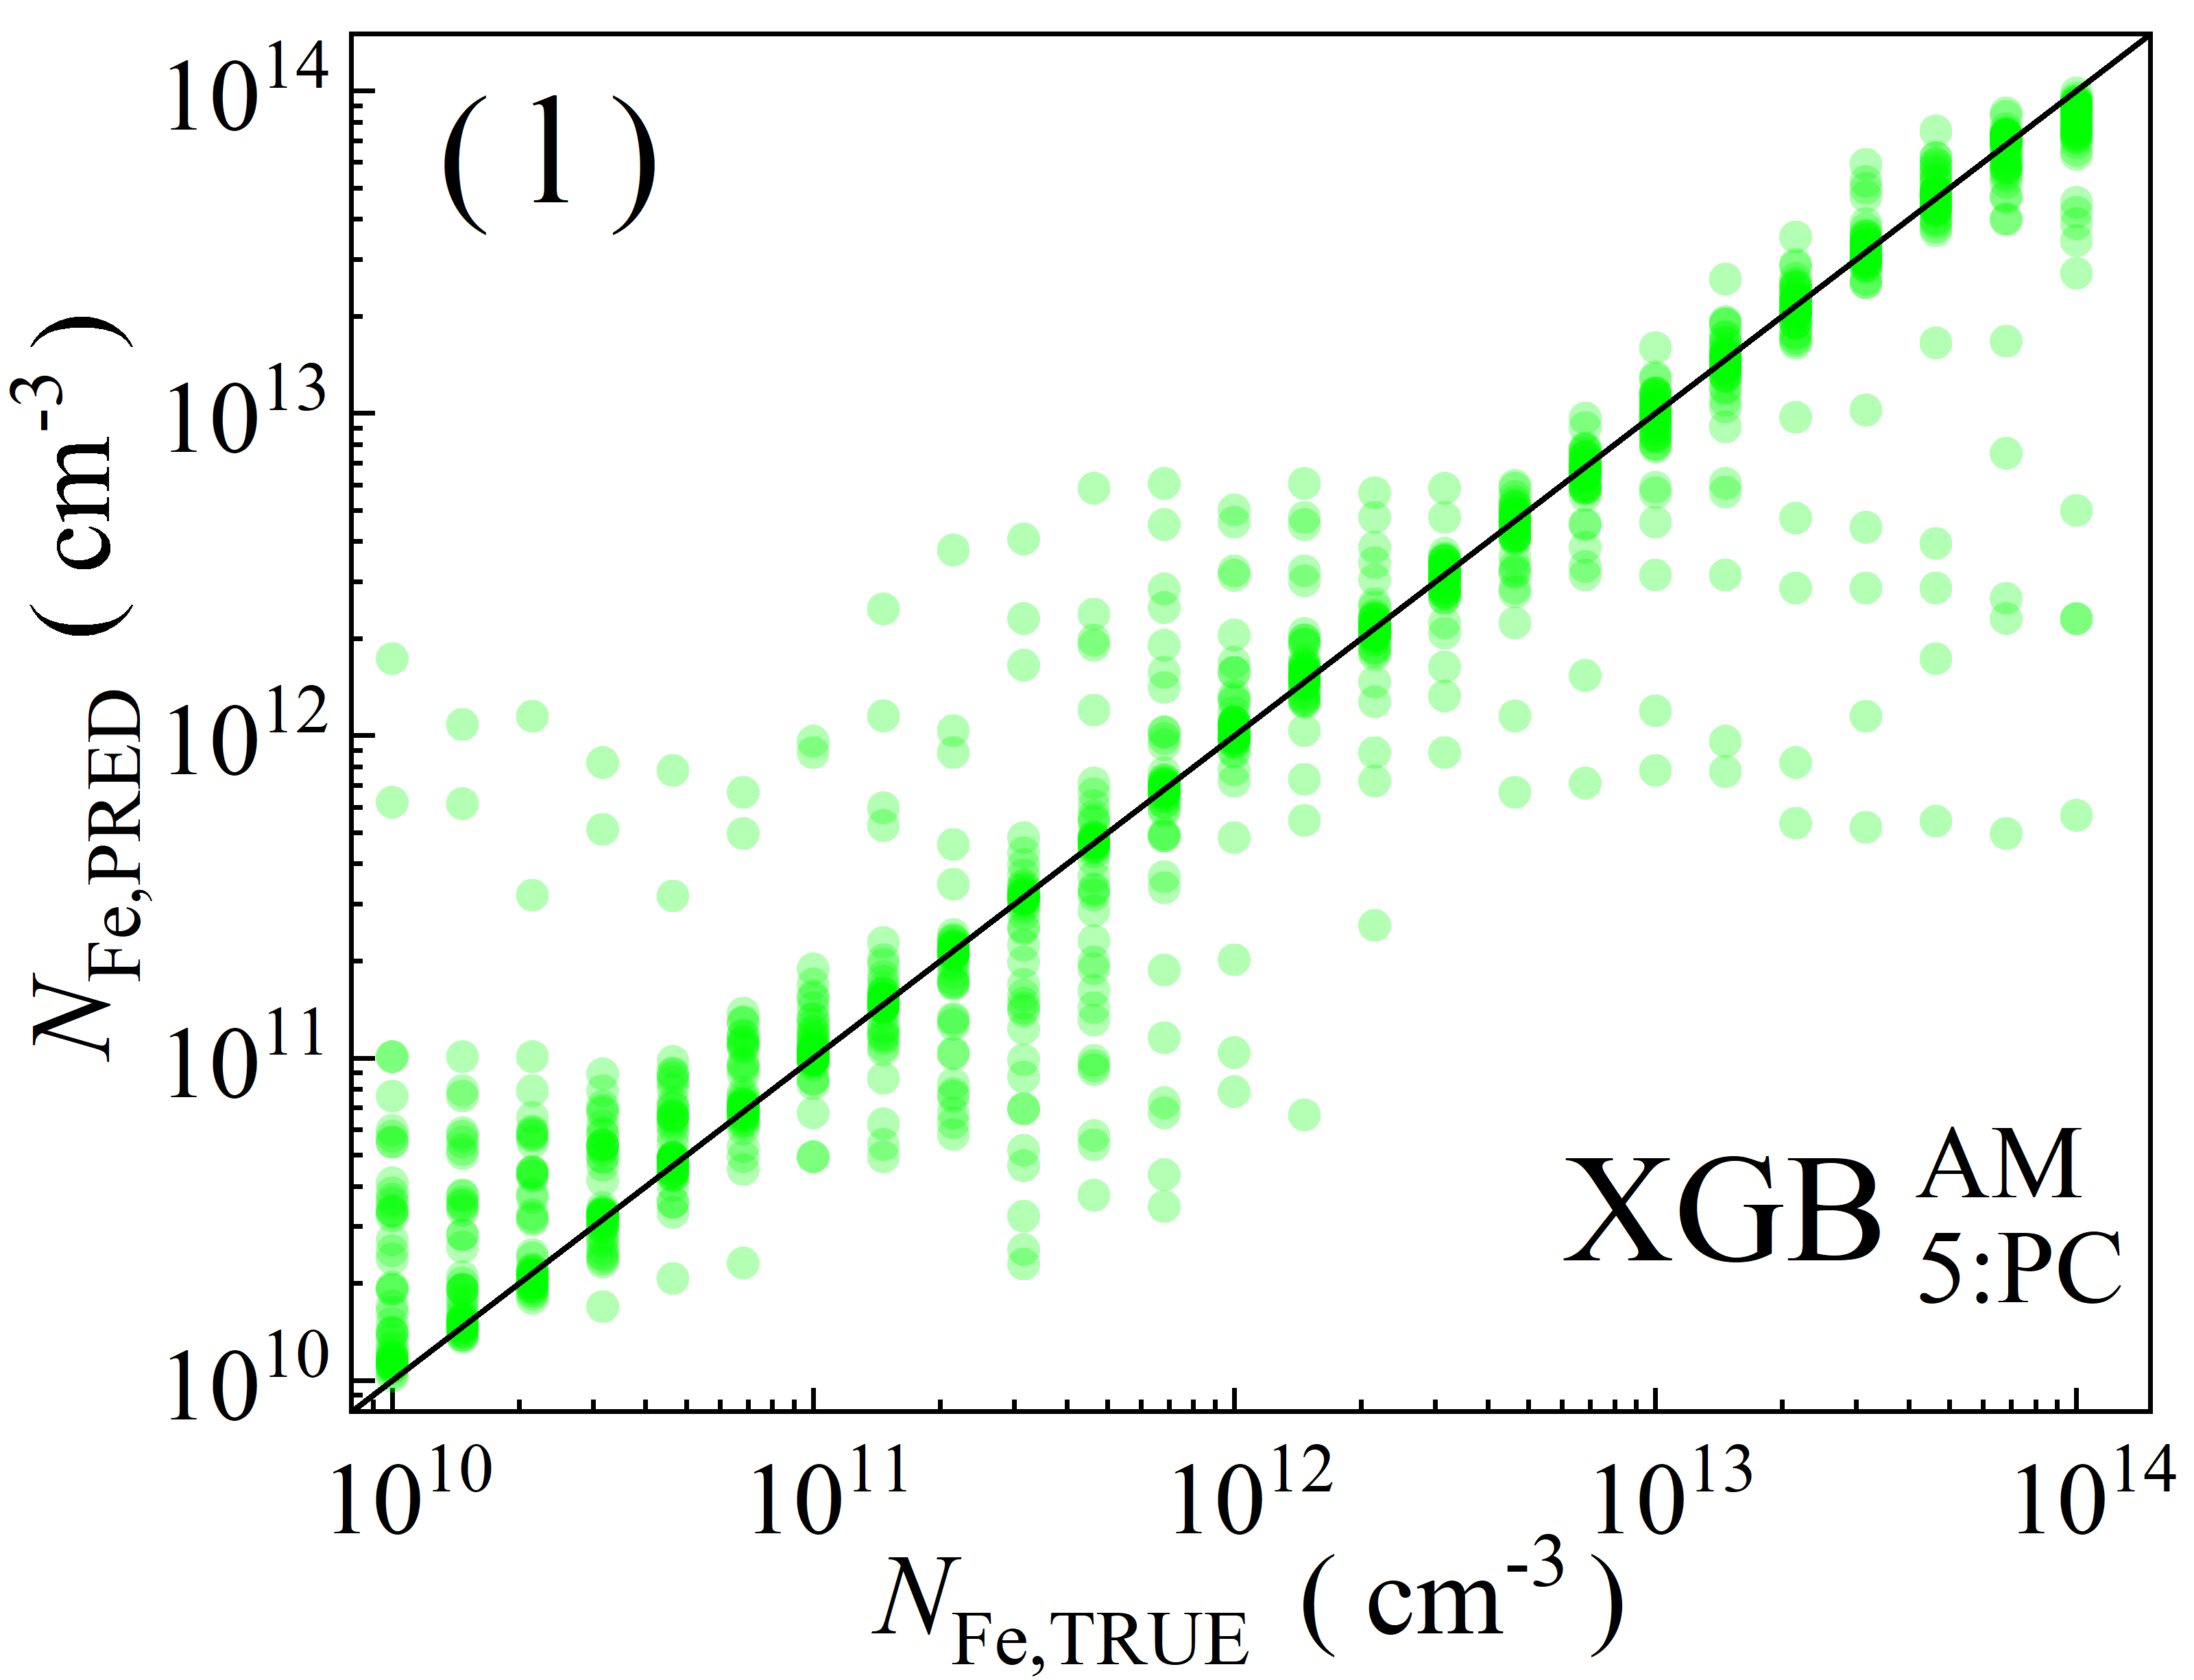 10^14
( l )
10^13
10^12
10^11
10^10
N_Fe,PRED ( cm^-3 )
XGB AM
5:PC
10^10 10^11 10^12 10^13 10^14
N_Fe,TRUE ( cm^-3 )